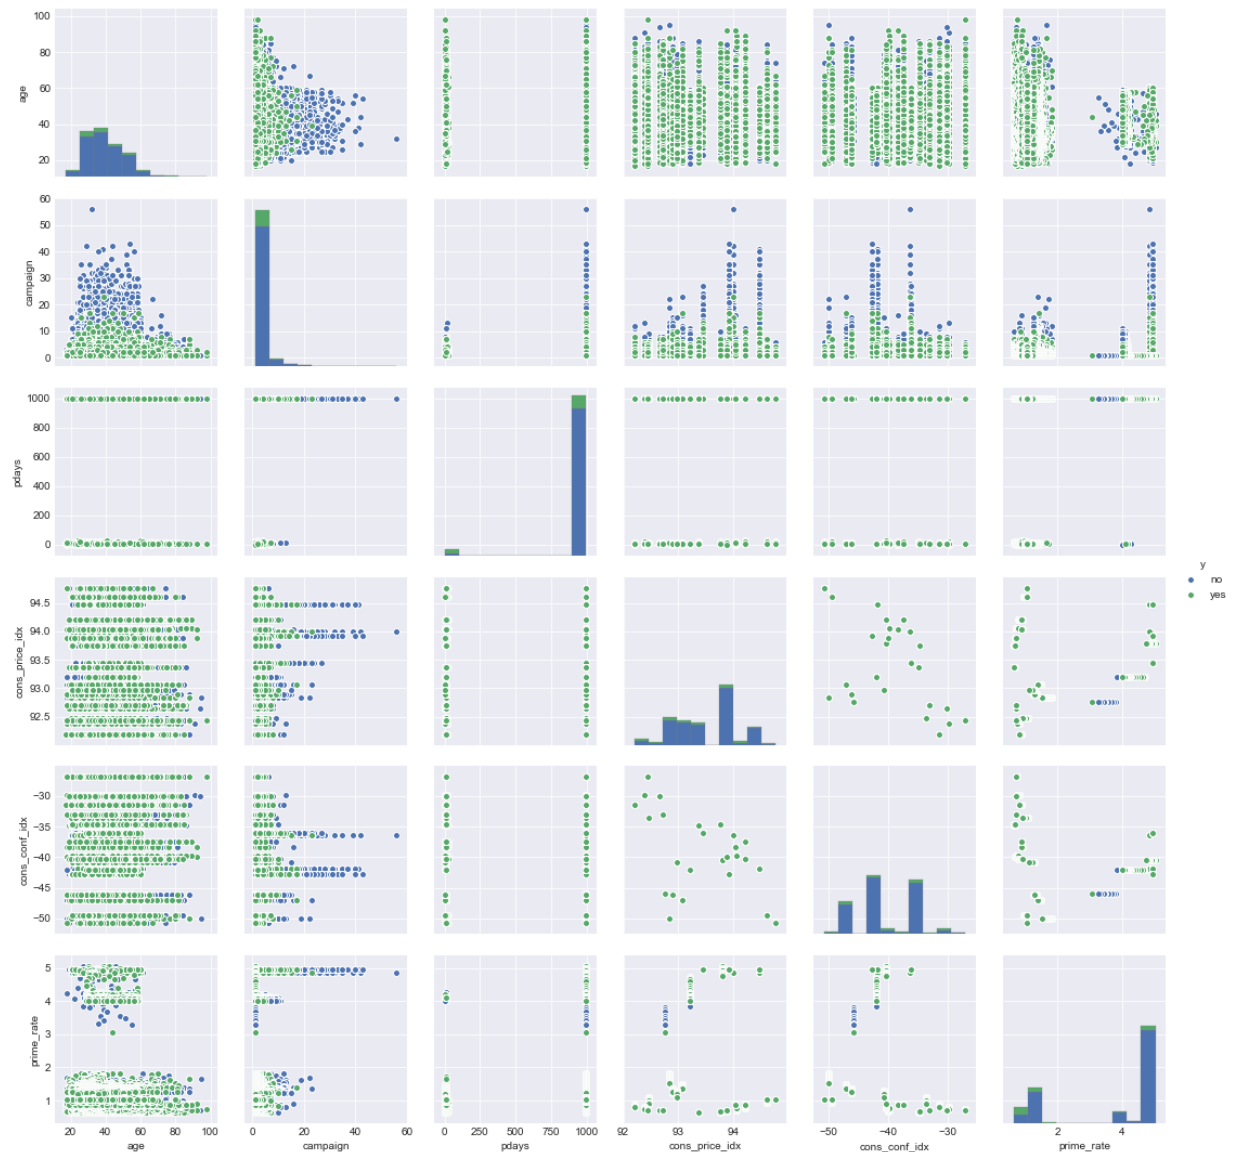 100
80
60
40
20
age
60
50
40
30
20
10
0
campaign
1000
800
600
400
200
0
pdays
94.5
94.0
93.5
93.0
92.5
cons_price_idx
−30
−35
−40
−45
−50
cons_conf_idx
5
4
3
2
1
prime_rate
20 40 60 80 100
age
0 20 40 60
campaign
0 250 500 750 1000
pdays
92 93 94
cons_price_idx
−50 −40 −30
cons_conf_idx
2 4
prime_rate
y
no
yes